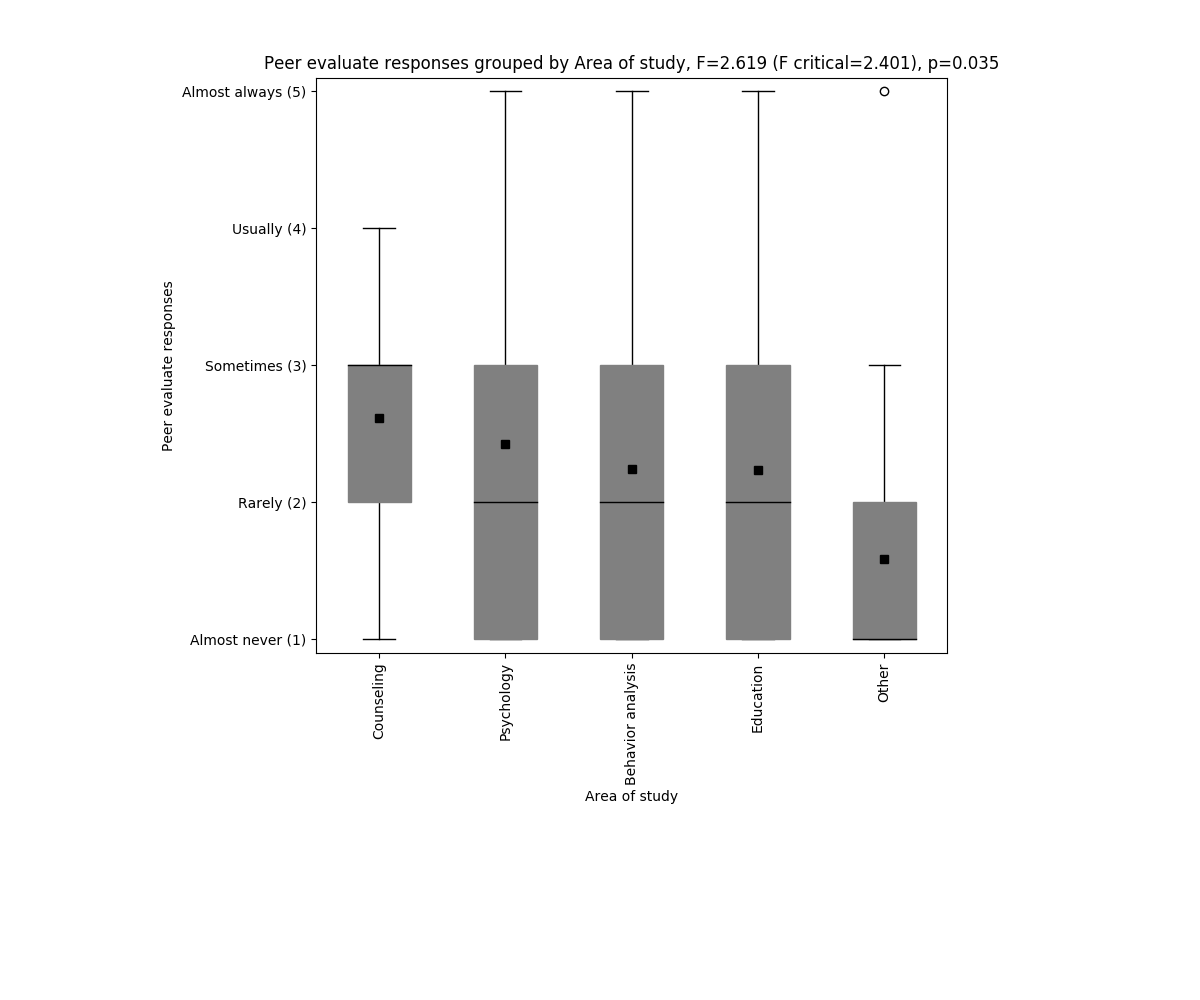 Peer evaluate responses grouped by Area of study, F=2.619 (F critical=2.401), p=0.035
Almost always (5)
Usually (4)
Sometimes (3)
Rarely (2)
Almost never (1)
Peer evaluate responses
Counseling
Psychology
Behavior analysis
Education
Other
Area of study